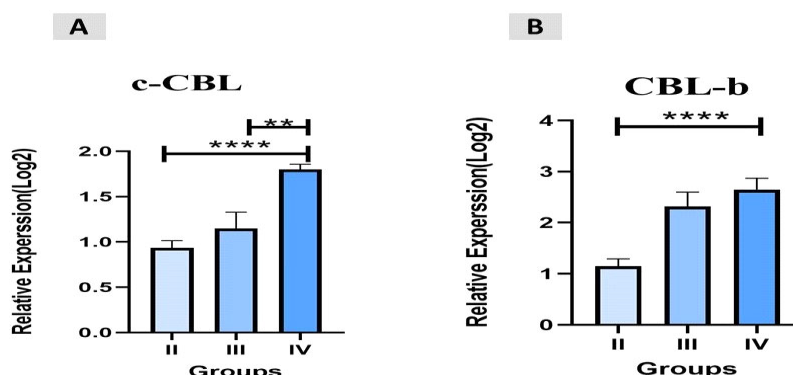 A
c-CBL
**
****
Relative Experssion(Log2)
2.0
1.5
1.0
0.5
0.0
II III IV
Groups
B
CBL-b
****
Relative Experssion(Log2)
4
3
2
1
0
II III IV
Groups